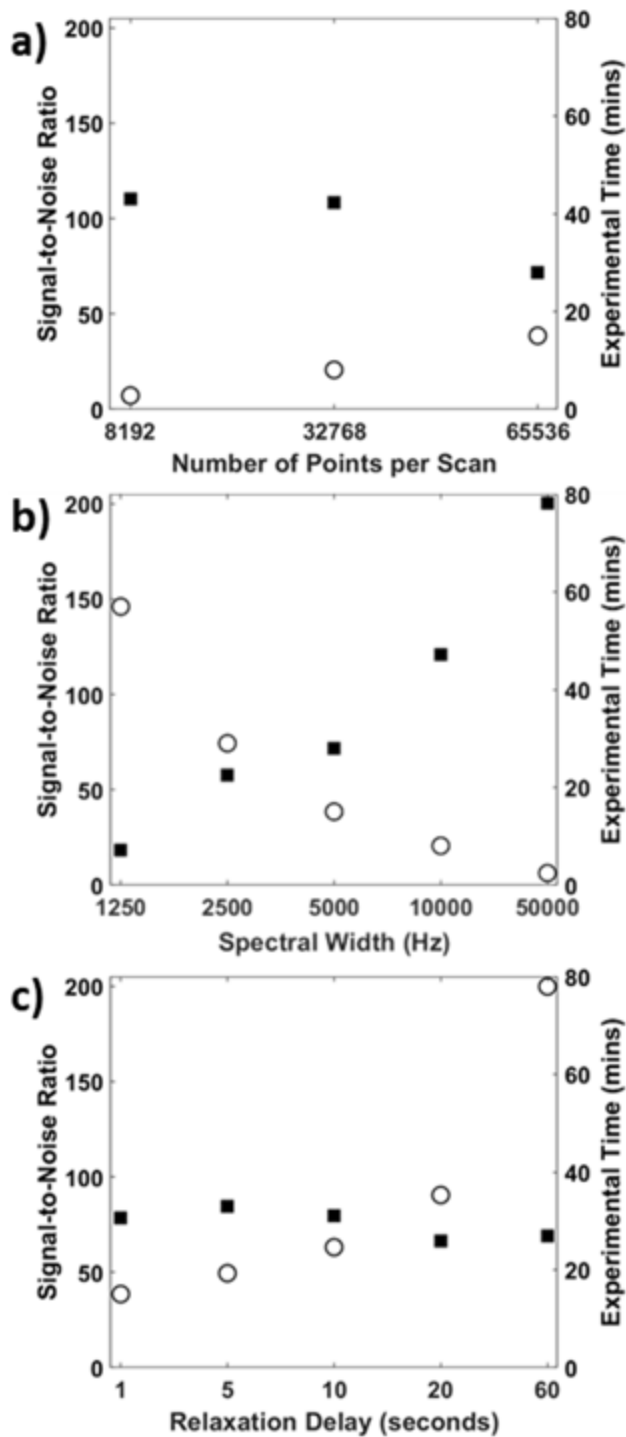 a)
Signal-to-Noise Ratio
200
150
100
50
0
80
60
40
20
0
Experimental Time (mins)
8192 32768 65536
Number of Points per Scan
b)
Signal-to-Noise Ratio
200
150
100
50
0
80
60
40
20
0
Experimental Time (mins)
1250 2500 5000 10000 50000
Spectral Width (Hz)
c)
Signal-to-Noise Ratio
200
150
100
50
0
80
60
40
20
0
Experimental Time (mins)
1 5 10 20 60
Relaxation Delay (seconds)